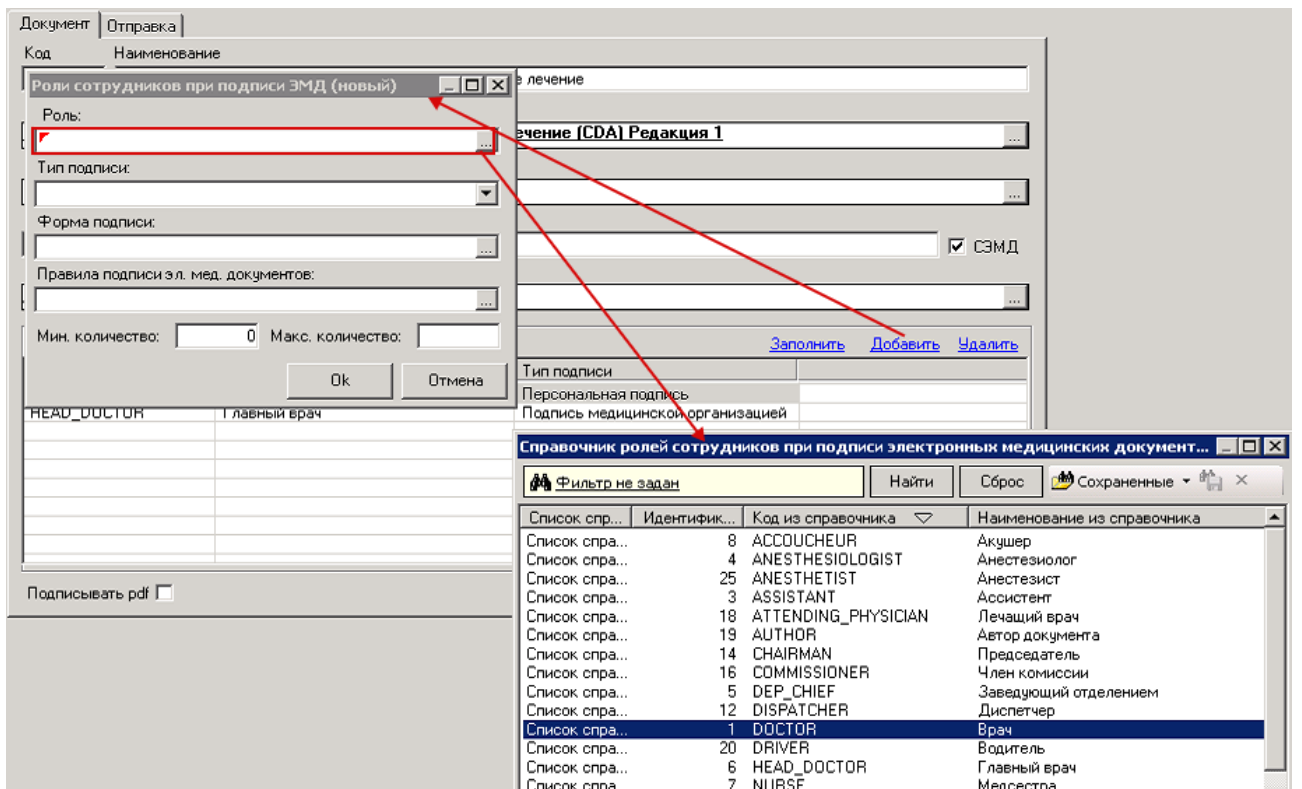 Документ Отправка
Код Наименование
е лечение
Роли сотрудников при подписи ЭМД (новый)
Роль:
...
ечение (CDA) Редакция 1 ...
Тип подписи:
...
Форма подписи:
...
СЭМД
Правила подписи эл. мед. документов:
... ...
Мин. количество: 0 Макс. количество:
Заполнить Добавить Удалить
Ok Отмена
Тип подписи
Персональная подпись
HEAD_DOCTOR Главный врач Подпись медицинской организацией
Справочник ролей сотрудников при подписи электронных медицинских документ...
Фильтр не задан Найти Сброс Сохраненные
Список спр... Идентифик... Код из справочника Наименование из справочника
Список спра... 8 ACCOUCHEUR Акушер
Список спра... 4 ANESTHESIOLOGIST Анестезиолог
Список спра... 25 ANESTHETIST Анестезист
Список спра... 3 ASSISTANT Ассистент
Список спра... 18 ATTENDING_PHYSICIAN Лечащий врач
Список спра... 19 AUTHOR Автор документа
Список спра... 14 CHAIRMAN Председатель
Список спра... 16 COMMISSIONER Член комиссии
Список спра... 5 DEP_CHIEF Заведующий отделением
Список спра... 12 DISPATCHER Диспетчер
Список спра... 1 DOCTOR Врач
Список спра... 20 DRIVER Водитель
Список спра... 6 HEAD_DOCTOR Главный врач
Список спра... 7 NURSE Медсестра
Подписывать pdf